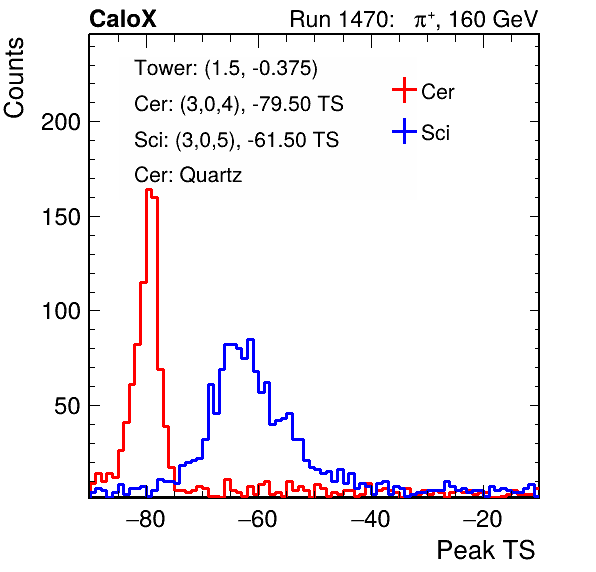 CaloX Run 1470: π⁺, 160 GeV
Counts
Tower: (1.5, -0.375)
Cer: (3,0,4), -79.50 TS
Sci: (3,0,5), -61.50 TS
Cer: Quartz
Cer
Sci
200
150
100
50
−80 −60 −40 −20
Peak TS